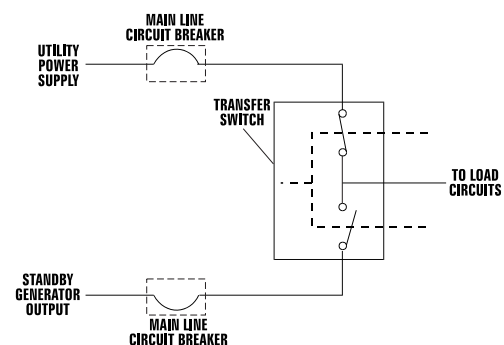 MAIN LINE
CIRCUIT BREAKER
UTILITY
POWER
SUPPLY
TRANSFER
SWITCH
TO LOAD
CIRCUITS
STANDBY
GENERATOR
OUTPUT
MAIN LINE
CIRCUIT BREAKER